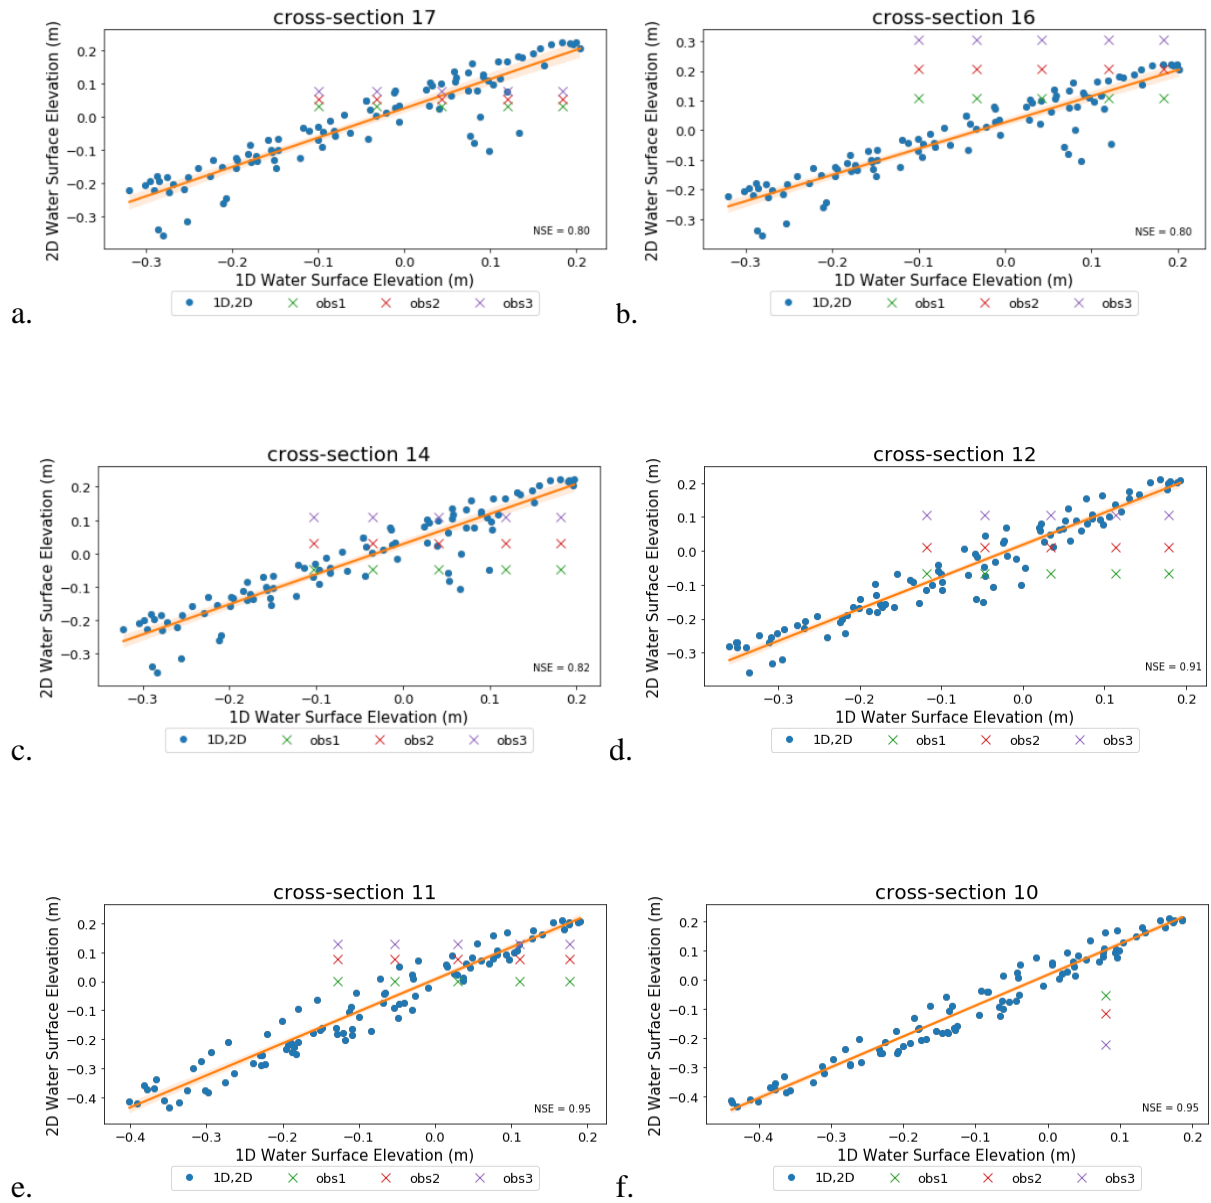 cross-section 17
2D Water Surface Elevation (m)
0.2
0.1
0.0
−0.1
−0.2
−0.3
NSE = 0.80
−0.3 −0.2 −0.1 0.0 0.1 0.2
1D Water Surface Elevation (m)
1D,2D obs1 obs2 obs3
a.
cross-section 16
2D Water Surface Elevation (m)
0.3
0.2
0.1
0.0
−0.1
−0.2
−0.3
NSE = 0.80
−0.3 −0.2 −0.1 0.0 0.1 0.2
1D Water Surface Elevation (m)
1D,2D obs1 obs2 obs3
b.
cross-section 14
2D Water Surface Elevation (m)
0.2
0.1
0.0
−0.1
−0.2
−0.3
NSE = 0.82
−0.3 −0.2 −0.1 0.0 0.1 0.2
1D Water Surface Elevation (m)
1D,2D obs1 obs2 obs3
c.
cross-section 12
2D Water Surface Elevation (m)
0.2
0.1
0.0
−0.1
−0.2
−0.3
NSE = 0.91
−0.3 −0.2 −0.1 0.0 0.1 0.2
1D Water Surface Elevation (m)
1D,2D obs1 obs2 obs3
d.
cross-section 11
2D Water Surface Elevation (m)
0.2
0.1
0.0
−0.1
−0.2
−0.3
−0.4
NSE = 0.95
−0.4 −0.3 −0.2 −0.1 0.0 0.1 0.2
1D Water Surface Elevation (m)
1D,2D obs1 obs2 obs3
e.
cross-section 10
2D Water Surface Elevation (m)
0.2
0.1
0.0
−0.1
−0.2
−0.3
−0.4
NSE = 0.95
−0.4 −0.3 −0.2 −0.1 0.0 0.1 0.2
1D Water Surface Elevation (m)
1D,2D obs1 obs2 obs3
f.